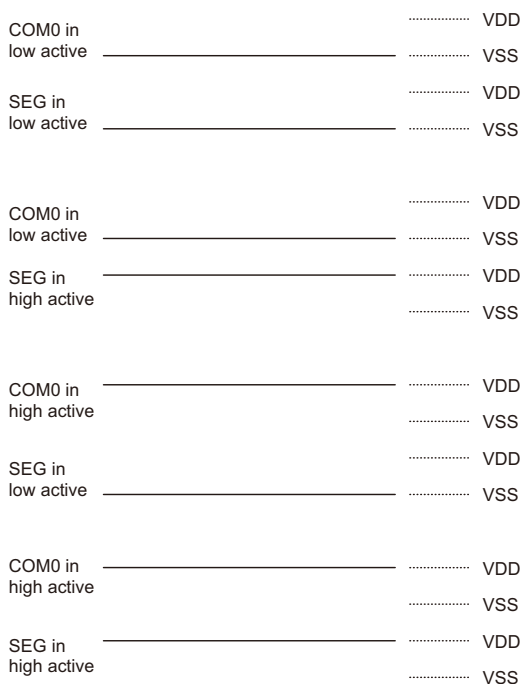 VDD
COM0 in
low active
VSS
VDD
SEG in
low active
VSS
VDD
COM0 in
low active
VSS
VDD
SEG in
high active
VSS
VDD
COM0 in
high active
VSS
VDD
SEG in
low active
VSS
COM0 in
VDD
high active
VSS
VDD
SEG in
high active
VSS